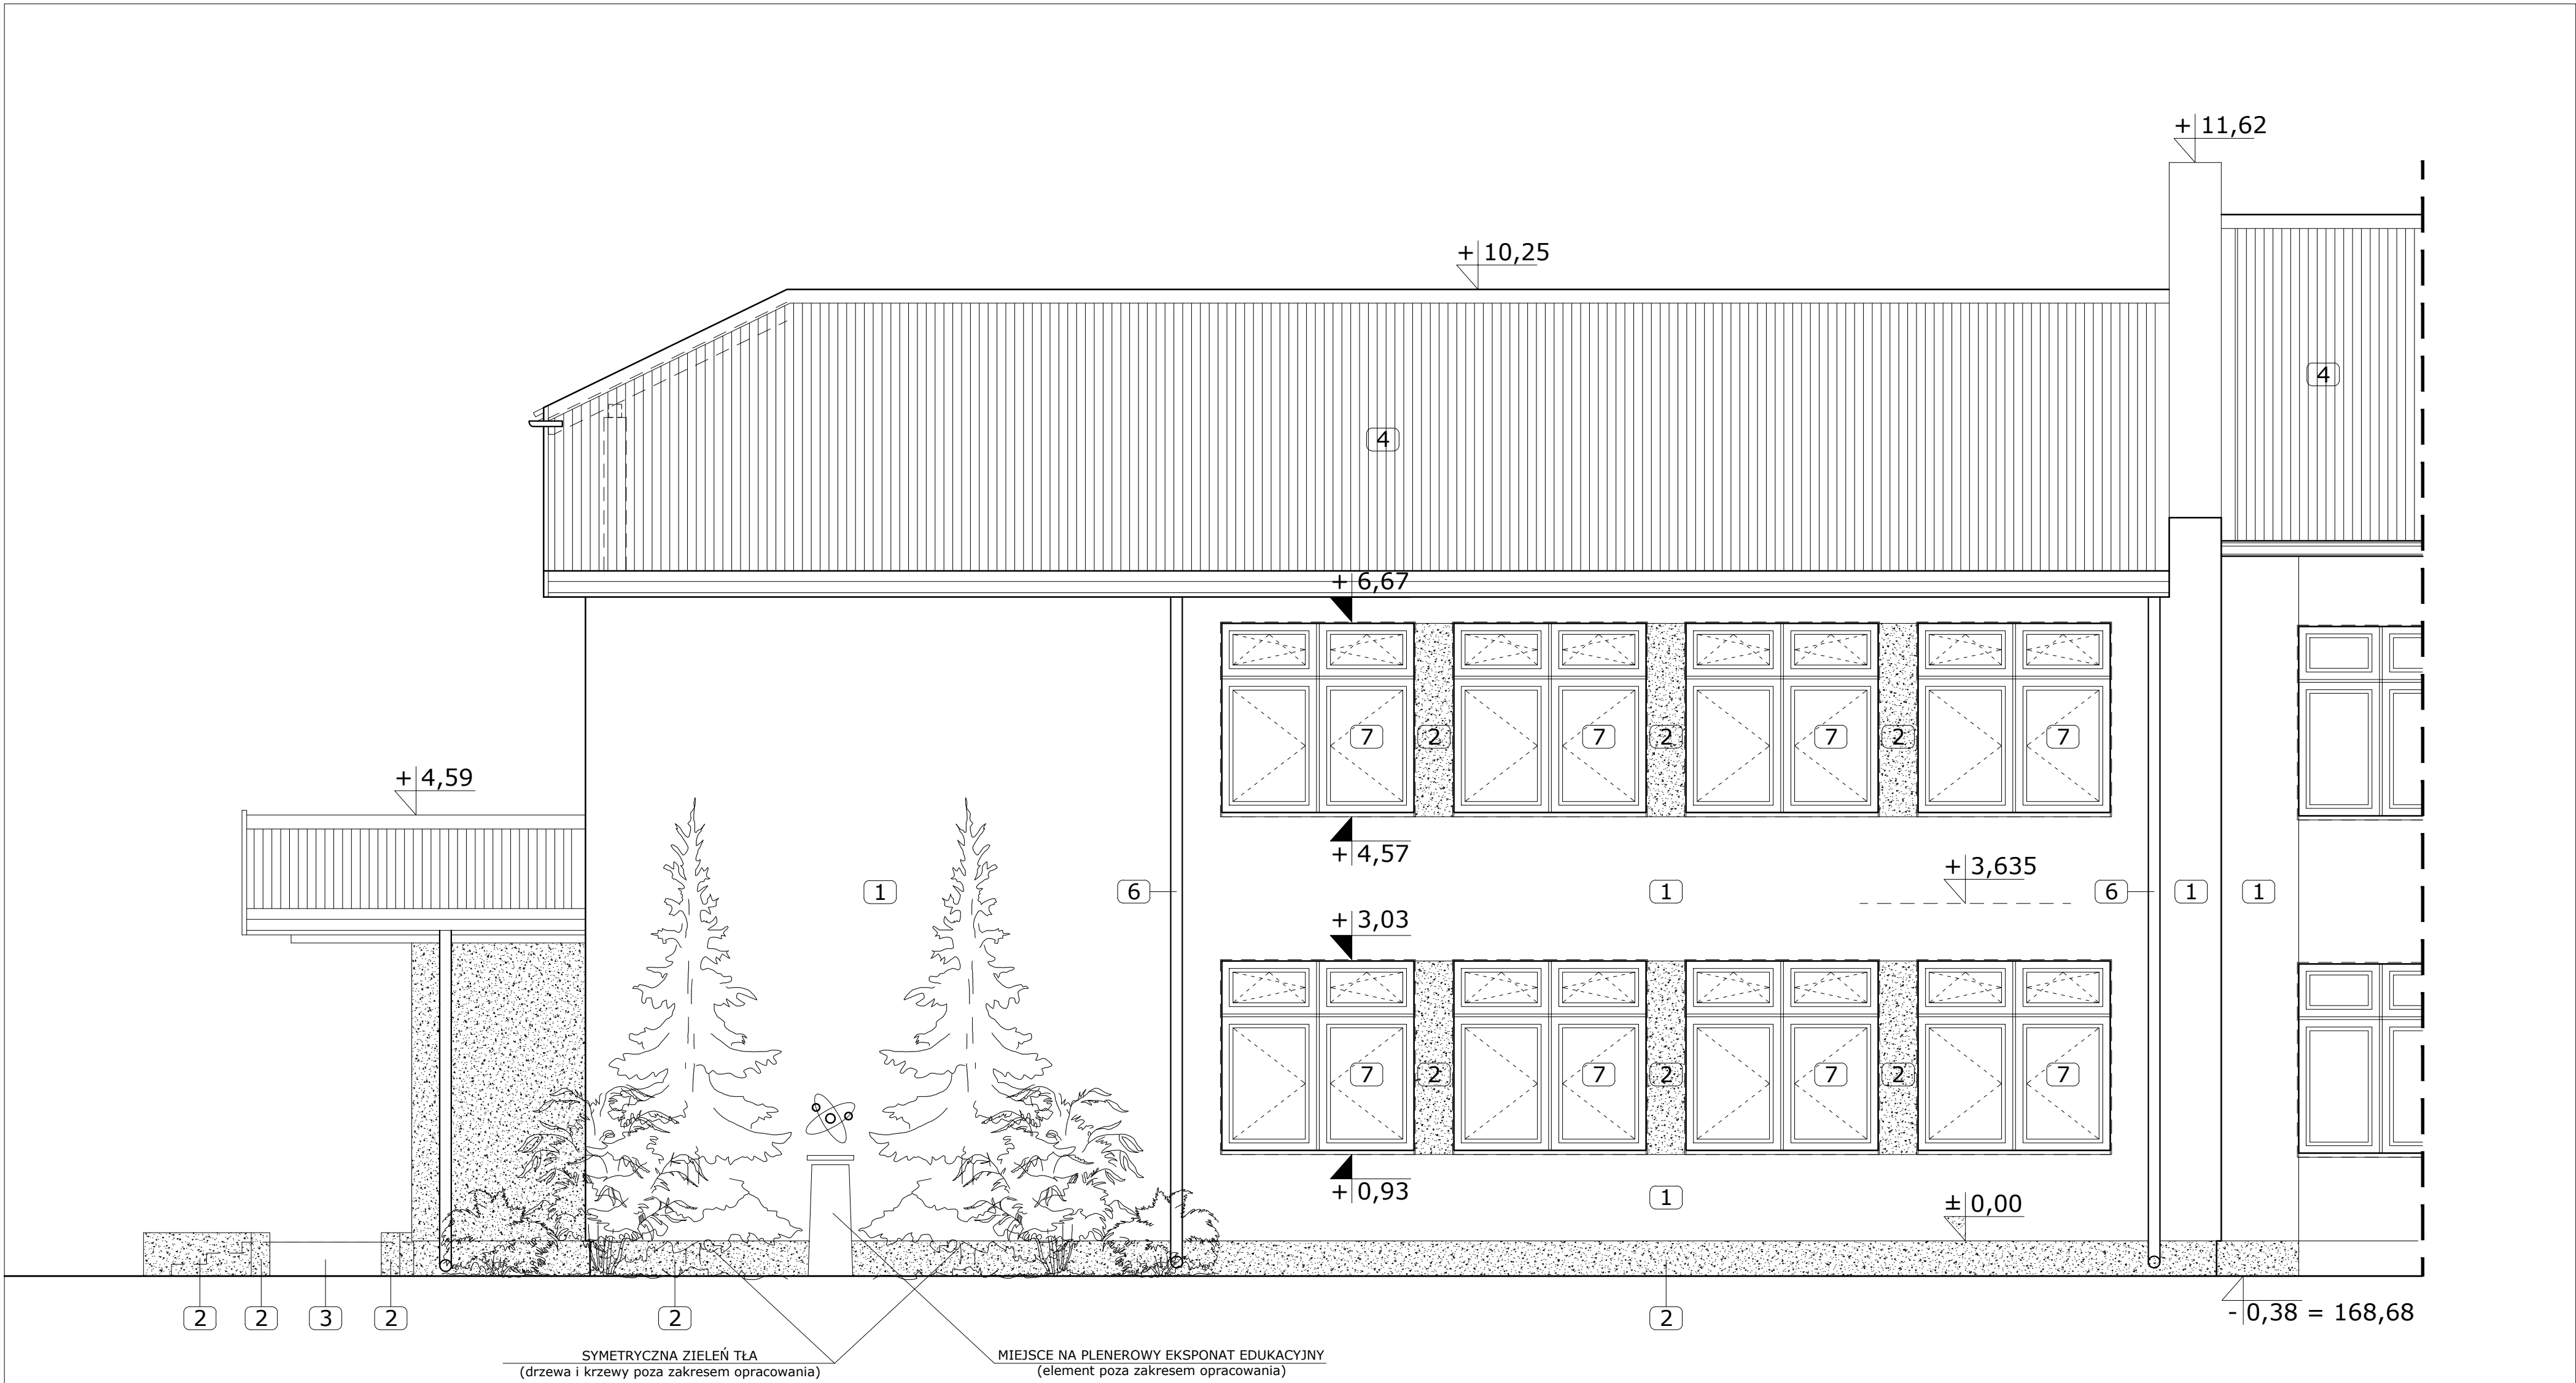 + 11,62
+ 10,25
4
4
+ 6,67
7 2 7 2 7 2 7
+ 4,59
+ 4,57
+ 3,635
1 6 1 6 1 1
+ 3,03
7 2 7 2 7 2 7
+ 0,93
1
± 0,00
2 2 3 2 2 2
- 0,38 = 168,68
SYMETRYCZNA ZIELEŃ TŁA
(drzewa i krzewy poza zakresem opracowania)
MIEJSCE NA PLENEROWY EKSPONAT EDUKACYJNY
(element poza zakresem opracowania)